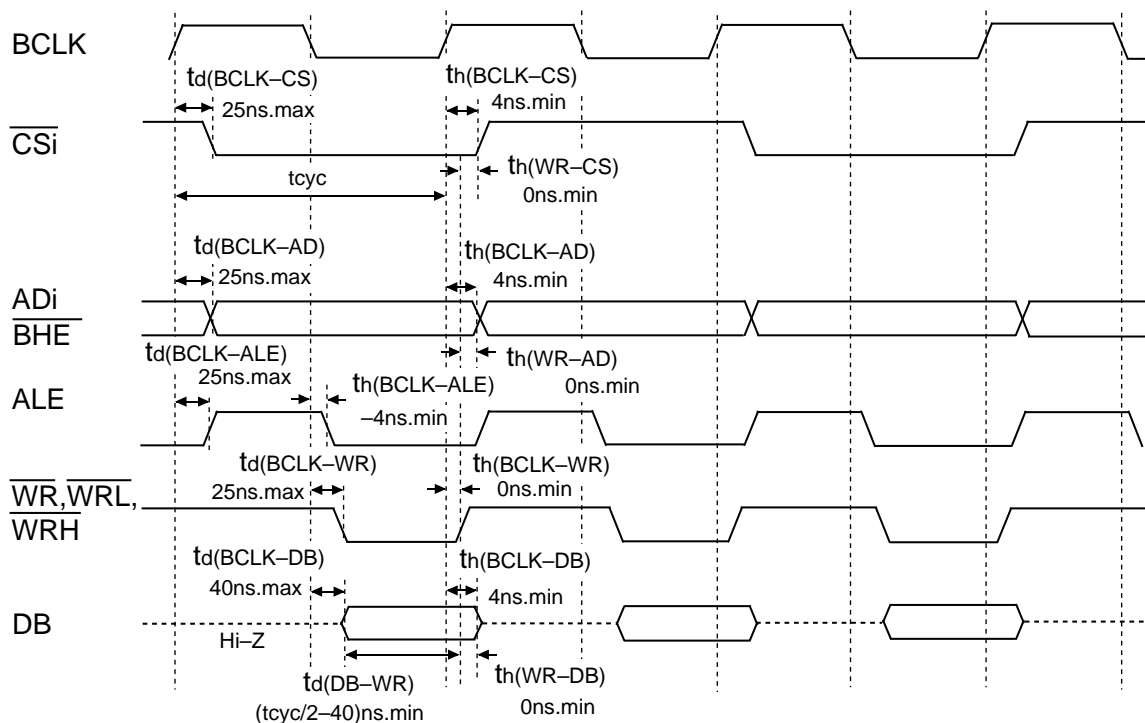 BCLK
td(BCLK–CS)
25ns.max
th(BCLK–CS)
4ns.min
CSi
th(WR–CS)
0ns.min
tcyc
td(BCLK–AD)
25ns.max
th(BCLK–AD)
4ns.min
ADi
BHE
td(BCLK–ALE)
25ns.max
th(BCLK–ALE)
–4ns.min
th(WR–AD)
0ns.min
ALE
td(BCLK–WR)
25ns.max
th(BCLK–WR)
0ns.min
WR,WRL,
WRH
td(BCLK–DB)
40ns.max
th(BCLK–DB)
4ns.min
DB
Hi–Z
td(DB–WR)
(tcyc/2–40)ns.min
th(WR–DB)
0ns.min